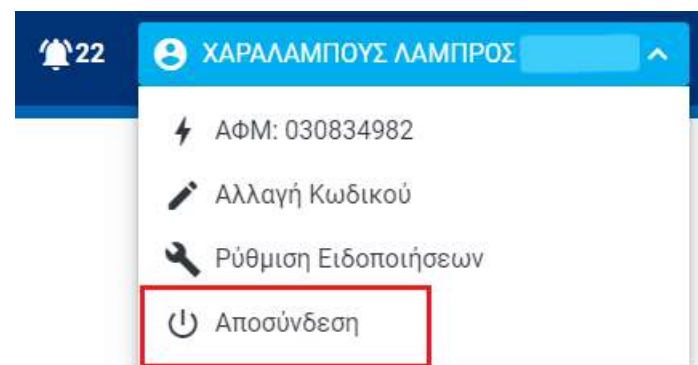 22 ΧΑΡΑΛΑΜΠΟΥΣ ΛΑΜΠΡΟΣ
ΑΦΜ: 030834982
Αλλαγή Κωδικού
Ρύθμιση Ειδοποιήσεων
Αποσύνδεση